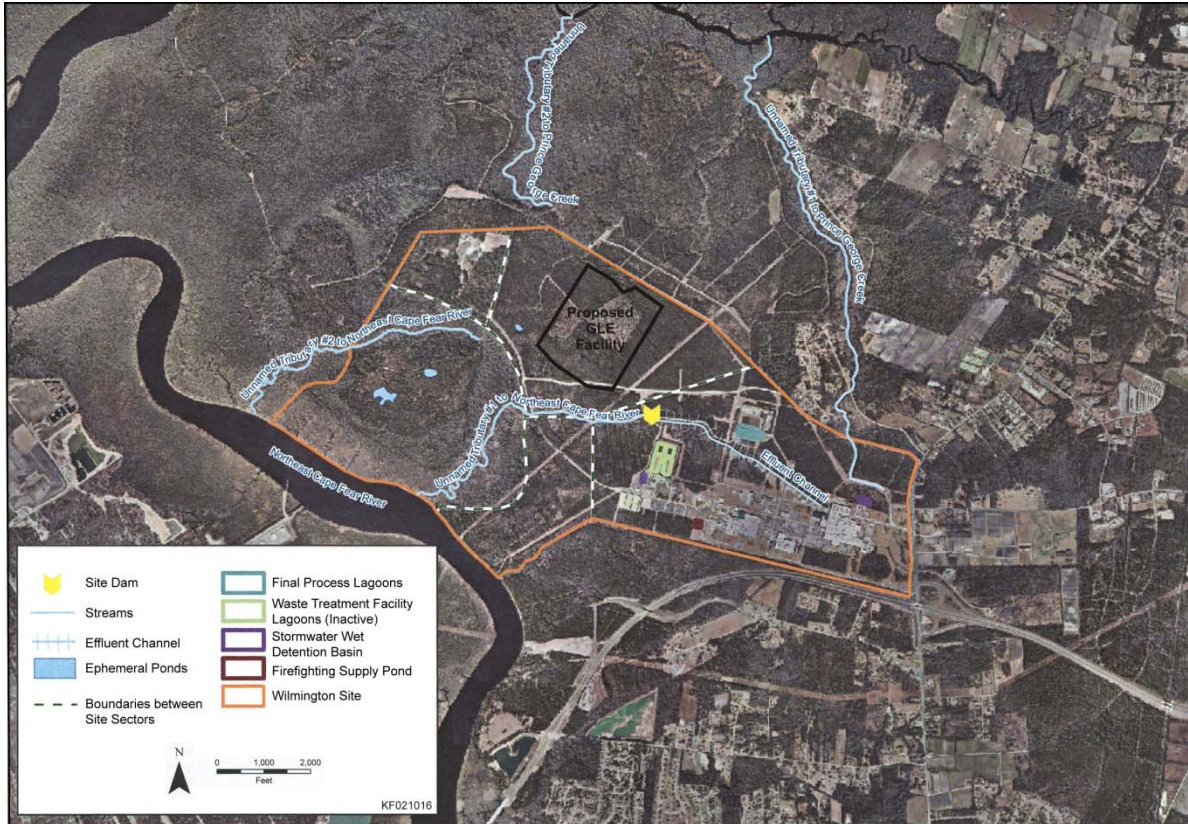 Unnamed Tributary #2 to Prince George Creek
Unnamed Tributary #1 to Prince George Creek
Proposed
GLE
Facility
Unnamed Tributary #2 to Northeast Cape Fear River
Unnamed Tributary #1 to Northeast Cape Fear River
Effluent Channel
Northeast Cape Fear River
Site Dam
Streams
Effluent Channel
Ephemeral Ponds
Boundaries between
Site Sectors
Final Process Lagoons
Waste Treatment Facility
Lagoons (Inactive)
Stormwater Wet
Detention Basin
Firefighting Supply Pond
Wilmington Site
N
0 1,000 2,000
Feet
KF021016